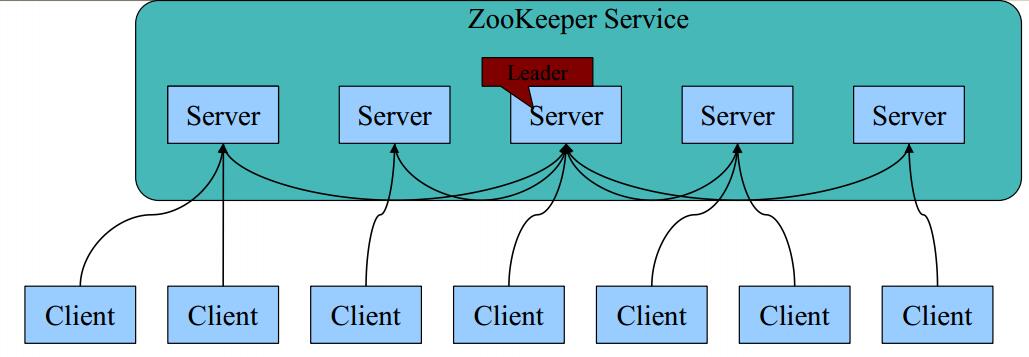 ZooKeeper Service
Leader
Server
Server
Server
Server
Server
Client
Client
Client
Client
Client
Client
Client